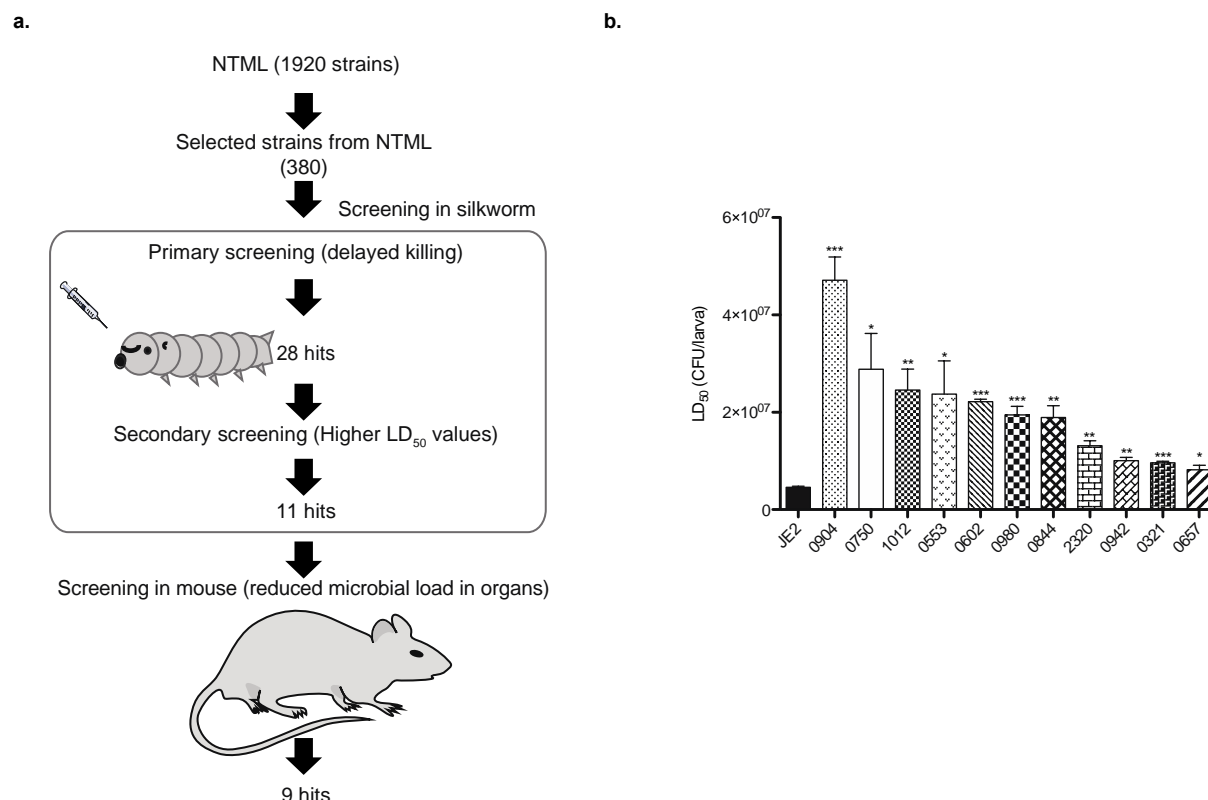 a.
NTML (1920 strains)
Selected strains from NTML
(380)
Screening in silkworm
Primary screening (delayed killing)
28 hits
Secondary screening (Higher LD50 values)
11 hits
Screening in mouse (reduced microbial load in organs)
9 hits
b.
LD50 (CFU/larva)
6×10^07
4×10^07
2×10^07
0
*** * ** * *** *** ** ** ** *** *
JE2 0904 0750 1012 0553 0602 0980 0844 2320 0942 0321 0657